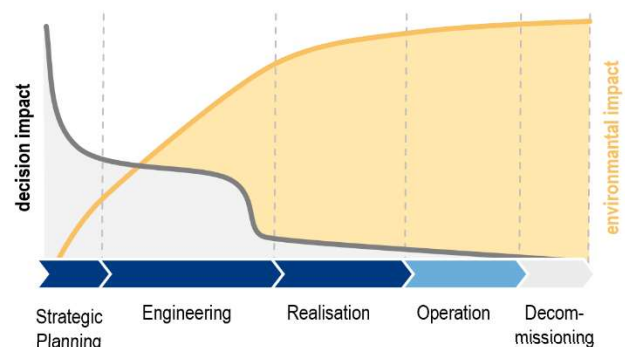 decision impact
environmantal impact
Strategic
Planning
Engineering
Realisation
Operation
Decom-
missioning